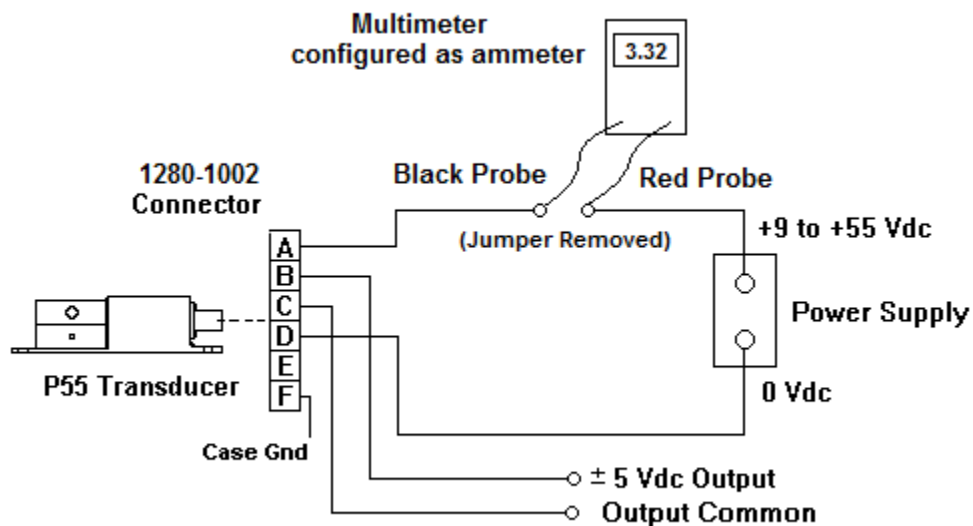 Multimeter
configured as ammeter
3.32
1280-1002
Connector
Black Probe
Red Probe
(Jumper Removed)
+9 to +55 Vdc
A
B
C
D
E
F
Power Supply
P55 Transducer
0 Vdc
Case Gnd
± 5 Vdc Output
Output Common